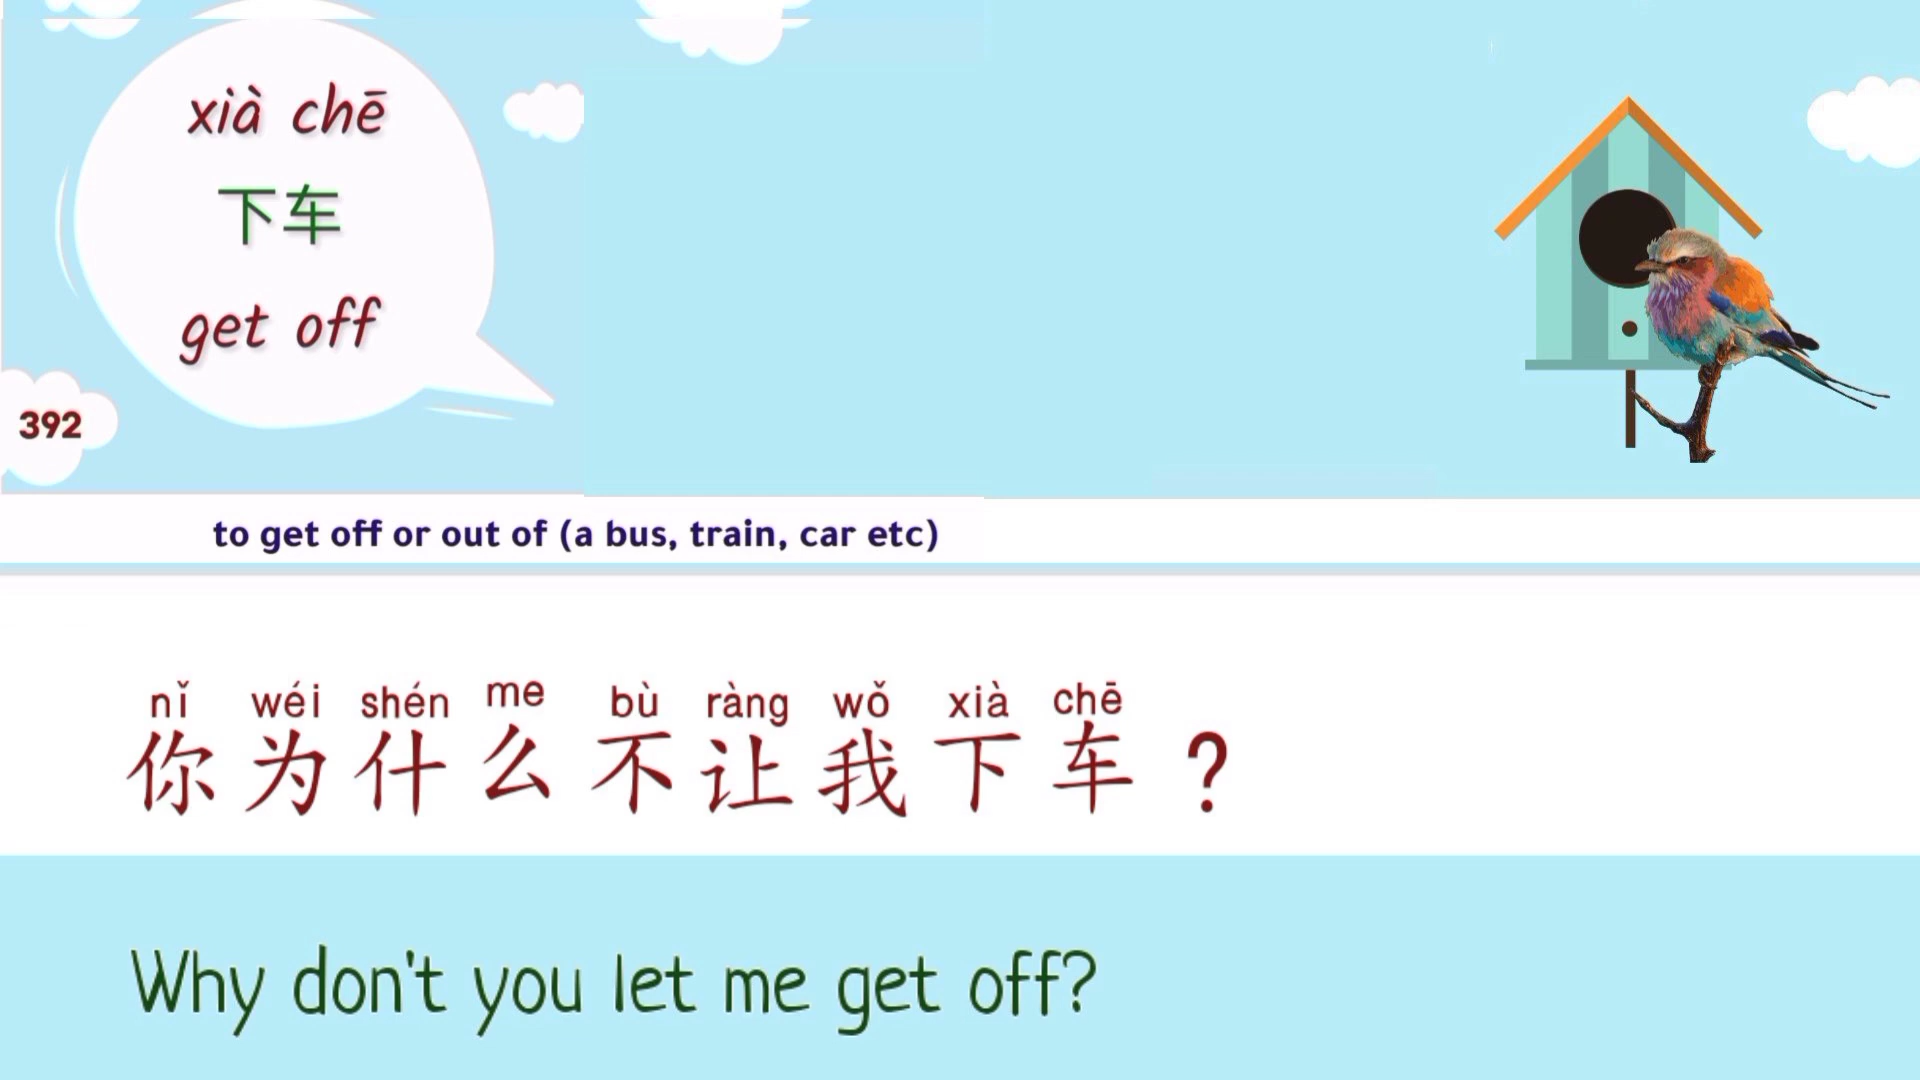 xià chē
下车
get off
392
to get off or out of (a bus, train, car etc)
nǐ wéi shén me bù ràng wǒ xià chē
你为什么不让我下车？
Why don't you let me get off?